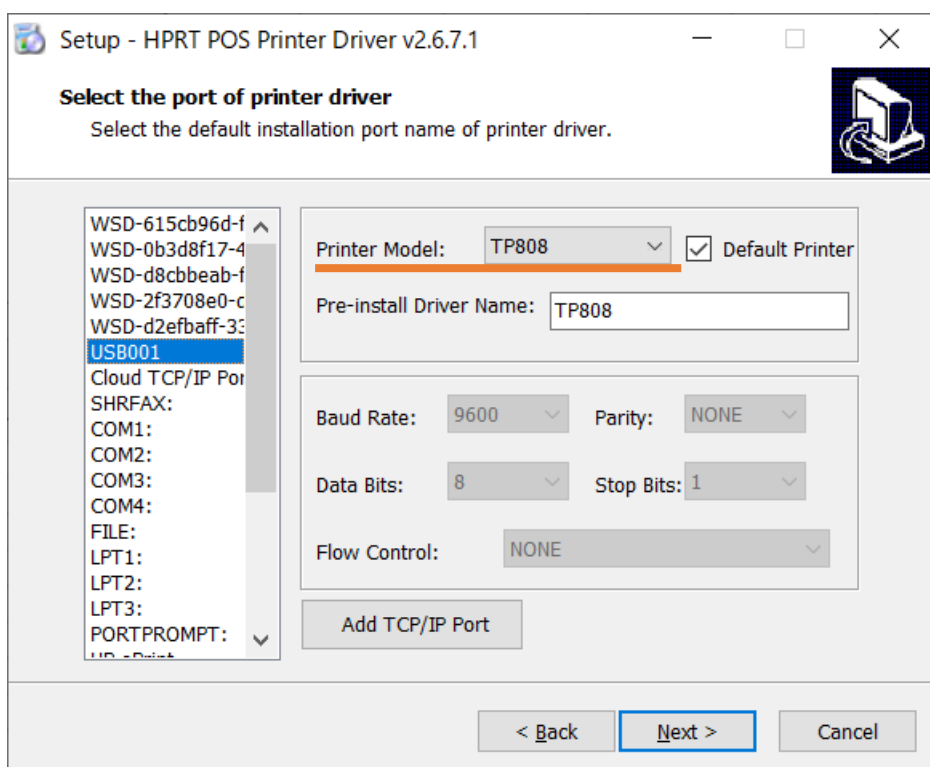 Setup - HPRT POS Printer Driver v2.6.7.1
Select the port of printer driver
Select the default installation port name of printer driver.
WSD-615cb96d-f
WSD-0b3d8f17-4
WSD-d8cbbeab-f
WSD-2f3708e0-c
WSD-d2efbaff-33
USB001
Cloud TCP/IP Por
SHRFAX:
COM1:
COM2:
COM3:
COM4:
FILE:
LPT1:
LPT2:
LPT3:
PORTPROMPT:
HP ePrint
Printer Model: TP808 Default Printer
Pre-install Driver Name: TP808
Baud Rate: 9600 Parity: NONE
Data Bits: 8 Stop Bits: 1
Flow Control: NONE
Add TCP/IP Port
< Back Next > Cancel